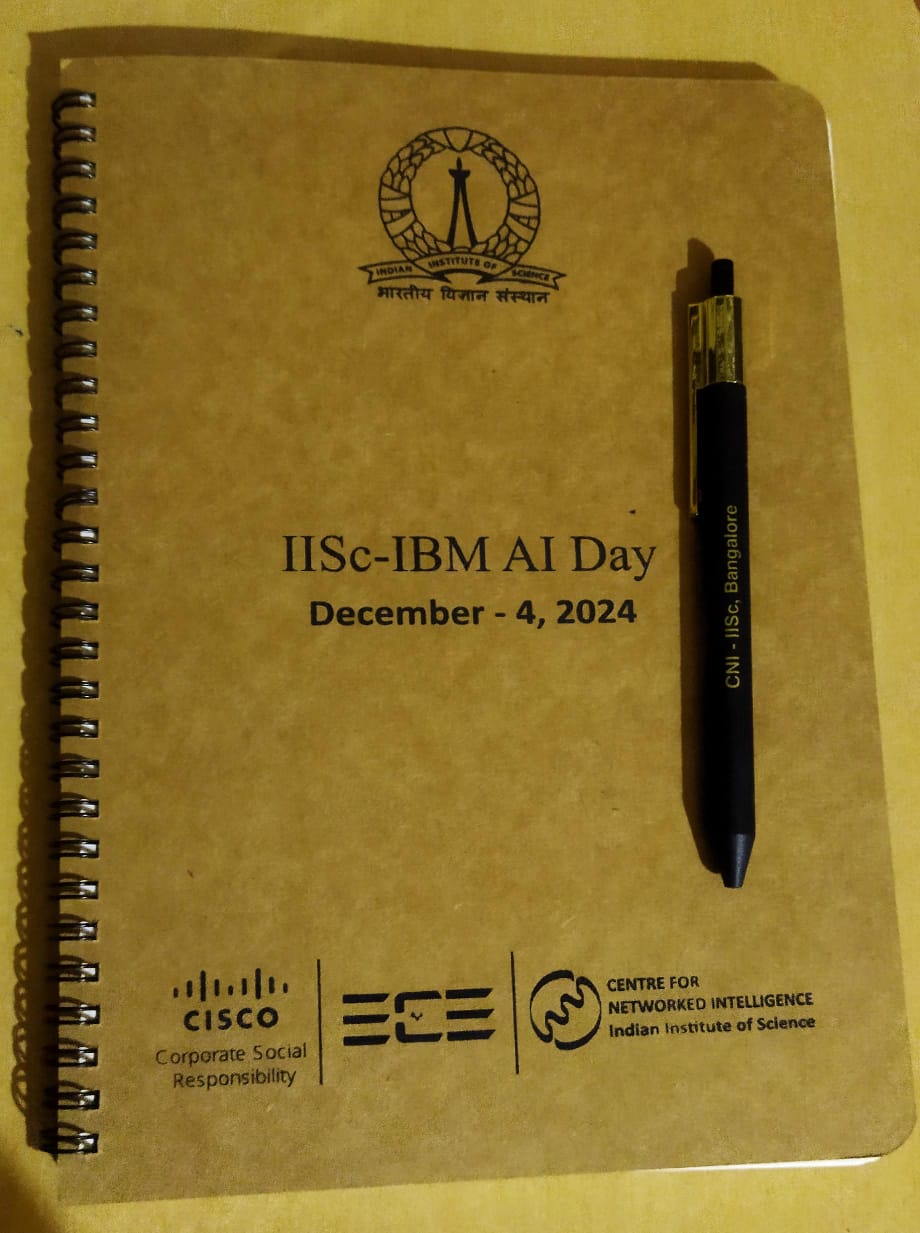 INDIAN INSTITUTE OF SCIENCE
भारतीय विज्ञान संस्थान
IISc-IBM AI Day
December - 4, 2024
CNI - IISc, Bangalore
CISCO
Corporate Social
Responsibility
ECE
CENTRE FOR
NETWORKED INTELLIGENCE
Indian Institute of Science